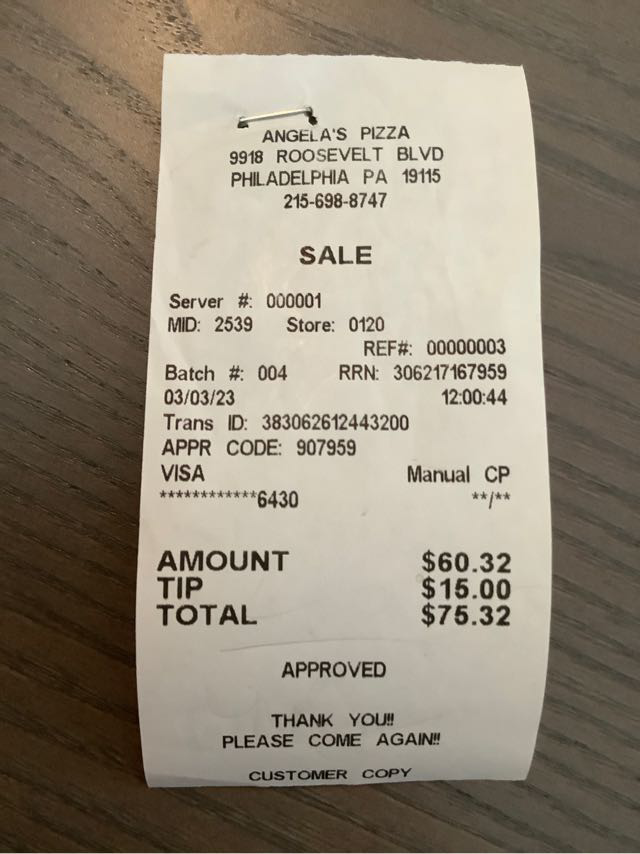 ANGELA'S PIZZA
9918 ROOSEVELT BLVD
PHILADELPHIA PA 19115
215-698-8747
SALE
Server #: 000001
MID: 2539 Store: 0120
REF#: 00000003
Batch #: 004 RRN: 306217167959
03/03/23 12:00:44
Trans ID: 383062612443200
APPR CODE: 907959
VISA Manual CP
************6430 **/**
AMOUNT $60.32
TIP $15.00
TOTAL $75.32
APPROVED
THANK YOU!!
PLEASE COME AGAIN!!
CUSTOMER COPY